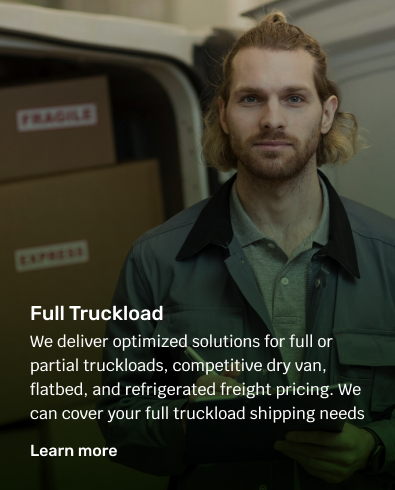 FRAGILE
EXPRESS
Full Truckload
We deliver optimized solutions for full or
partial truckloads, competitive dry van,
flatbed, and refrigerated freight pricing. We
can cover your full truckload shipping needs
Learn more